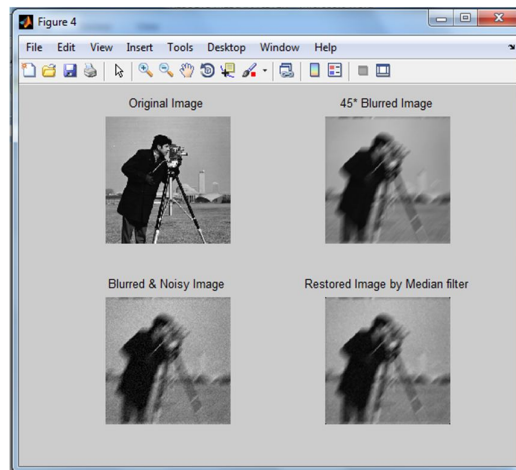 Figure 4
File Edit View Insert Tools Desktop Window Help
Original Image
45* Blurred Image
Blurred & Noisy Image
Restored Image by Median filter